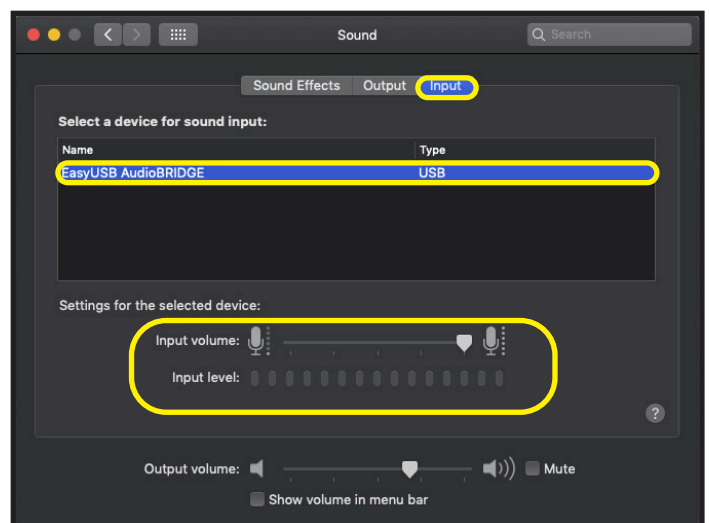 Sound
Search
Sound Effects Output Input
Select a device for sound input:
Name Type
EasyUSB AudioBRIDGE USB
Settings for the selected device:
Input volume:
Input level:
?
Output volume: Mute
Show volume in menu bar